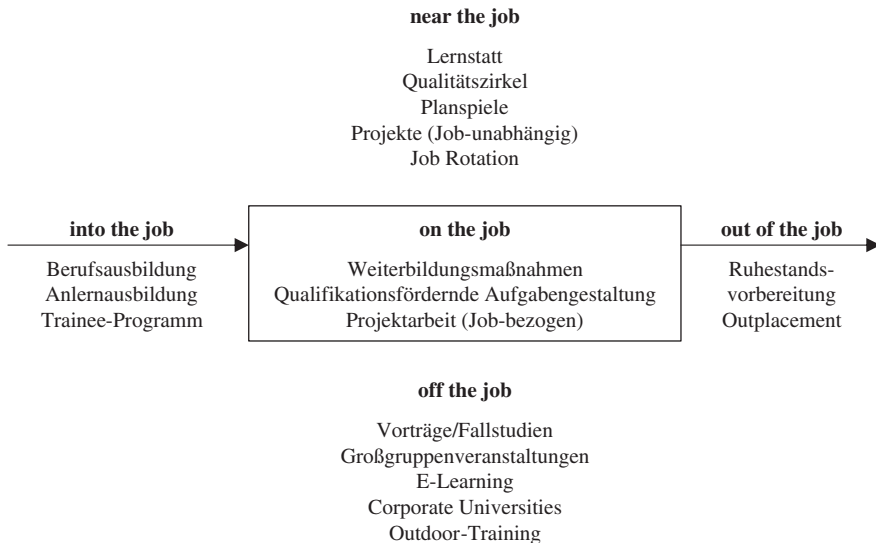 near the job
Lernstatt
Qualitätszirkel
Planspiele
Projekte (Job-unabhängig)
Job Rotation
into the job
Berufsausbildung
Anlernausbildung
Trainee-Programm
on the job
Weiterbildungsmaßnahmen
Qualifikationsfördernde Aufgabengestaltung
Projektarbeit (Job-bezogen)
out of the job
Ruhestands-
vorbereitung
Outplacement
off the job
Vorträge/Fallstudien
Großgruppenveranstaltungen
E-Learning
Corporate Universities
Outdoor-Training